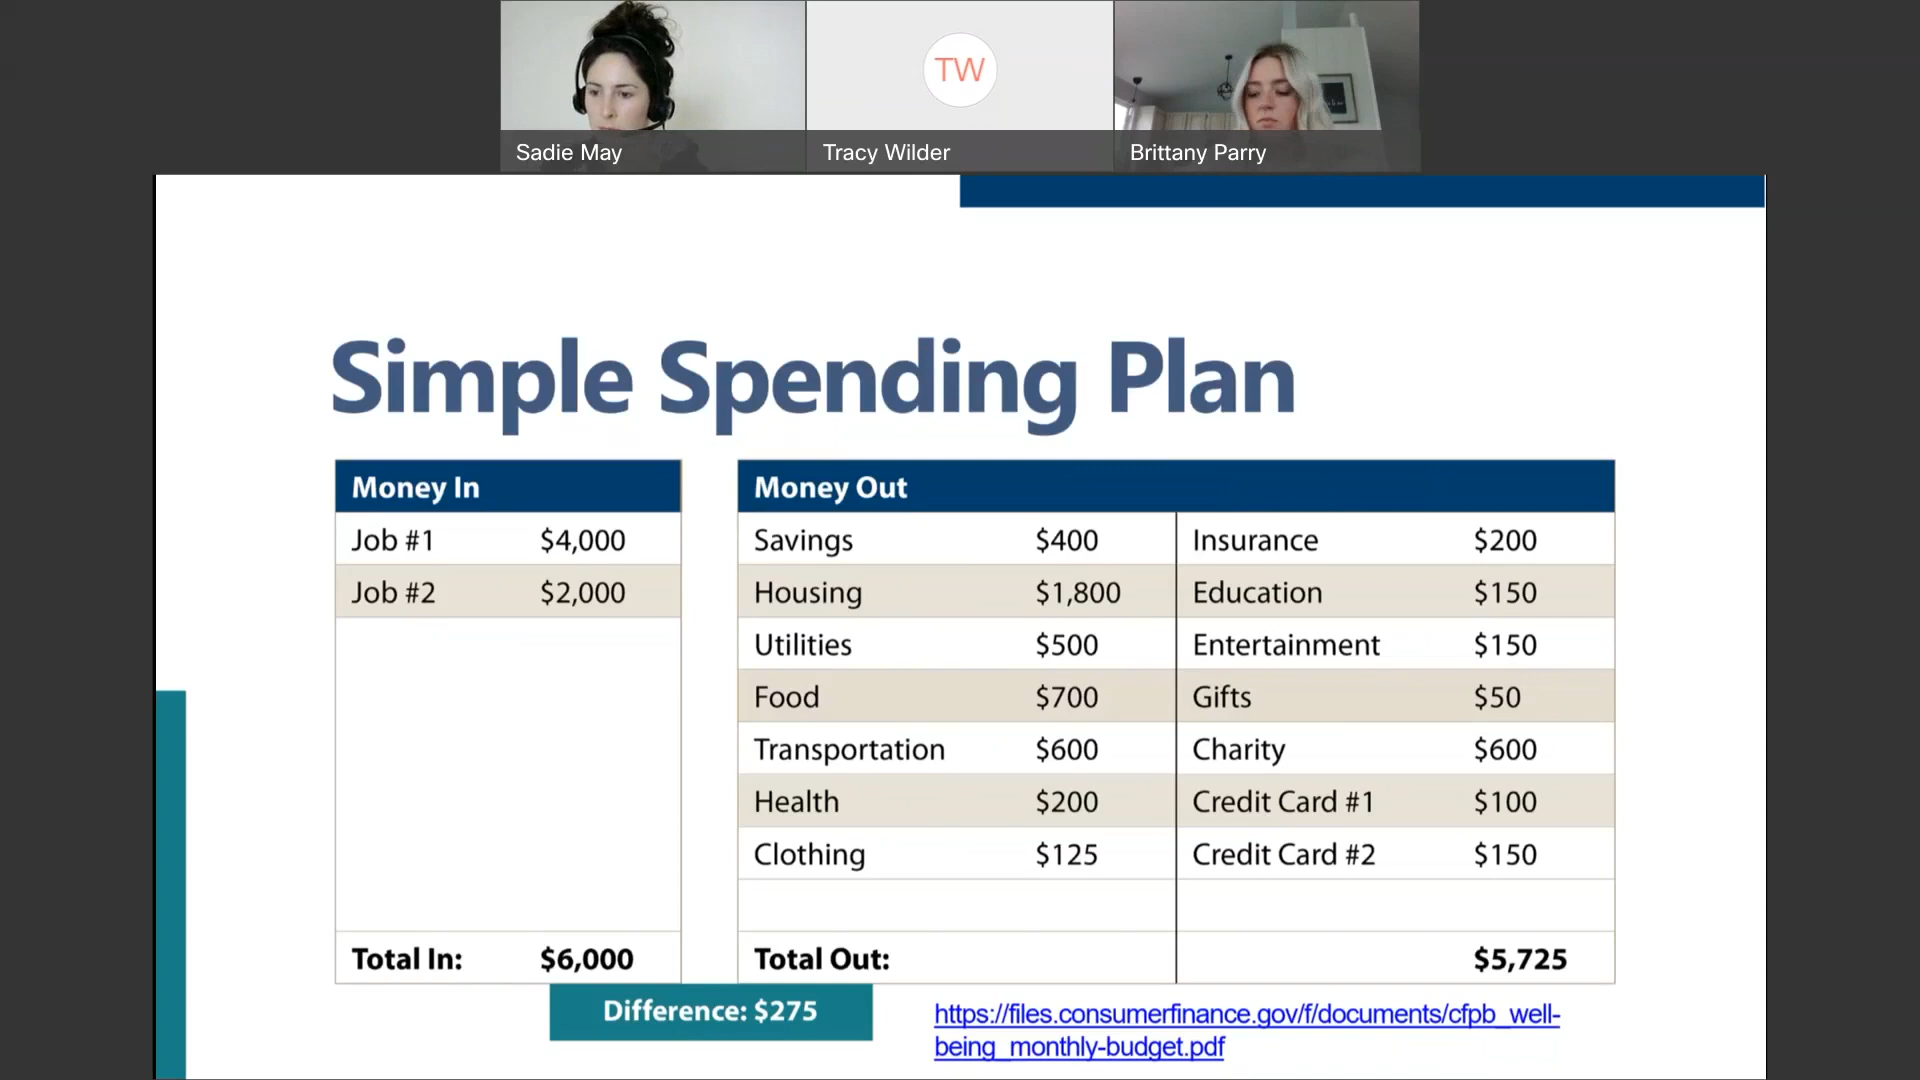 TW
Sadie May
Tracy Wilder
Brittany Parry
Simple Spending Plan
Money In
Job #1 $4,000
Job #2 $2,000
Total In: $6,000
Money Out
Savings $400 Insurance $200
Housing $1,800 Education $150
Utilities $500 Entertainment $150
Food $700 Gifts $50
Transportation $600 Charity $600
Health $200 Credit Card #1 $100
Clothing $125 Credit Card #2 $150
Total Out: $5,725
Difference: $275
https://files.consumerfinance.gov/f/documents/cfpb_well-
being_monthly-budget.pdf